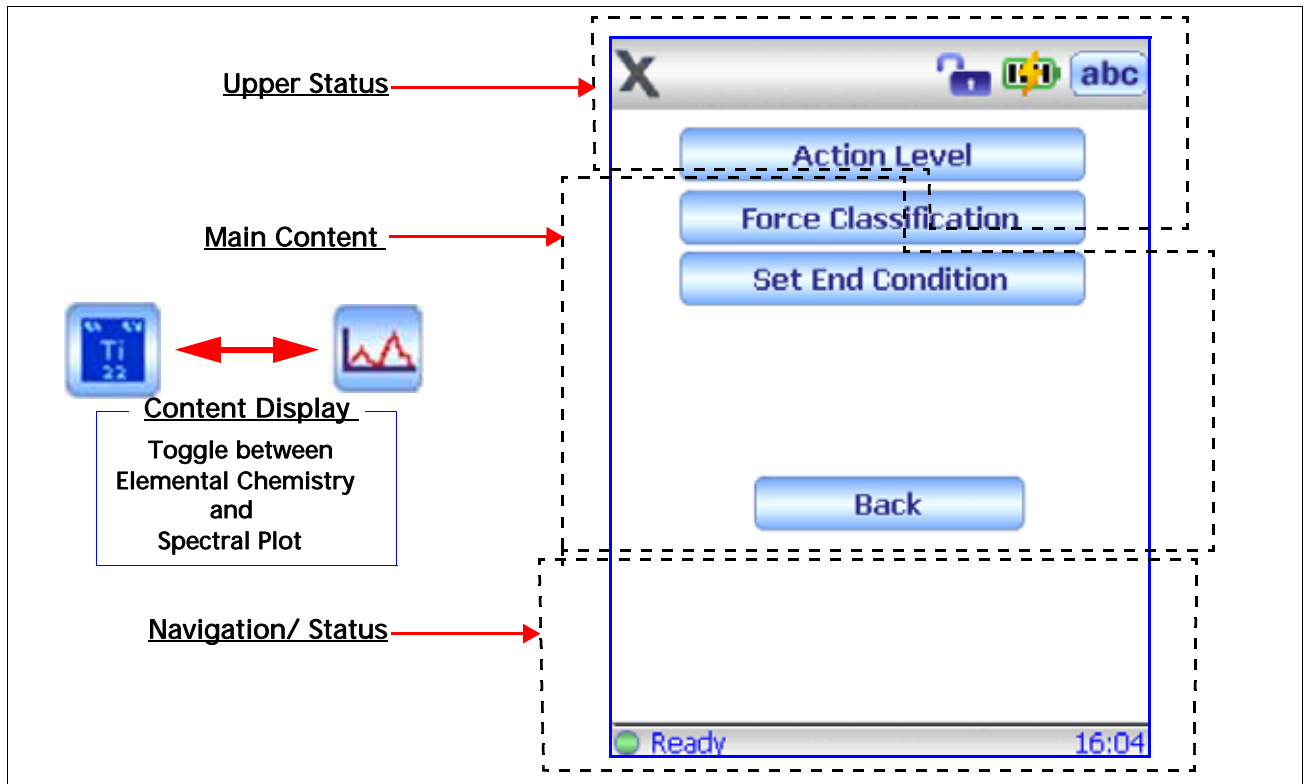 Upper Status
X
abc
Action Level
Force Classification
Set End Condition
Main Content
Ti
22
Content Display
Toggle between
Elemental Chemistry
and
Spectral Plot
Back
Navigation/ Status
Ready
16:04